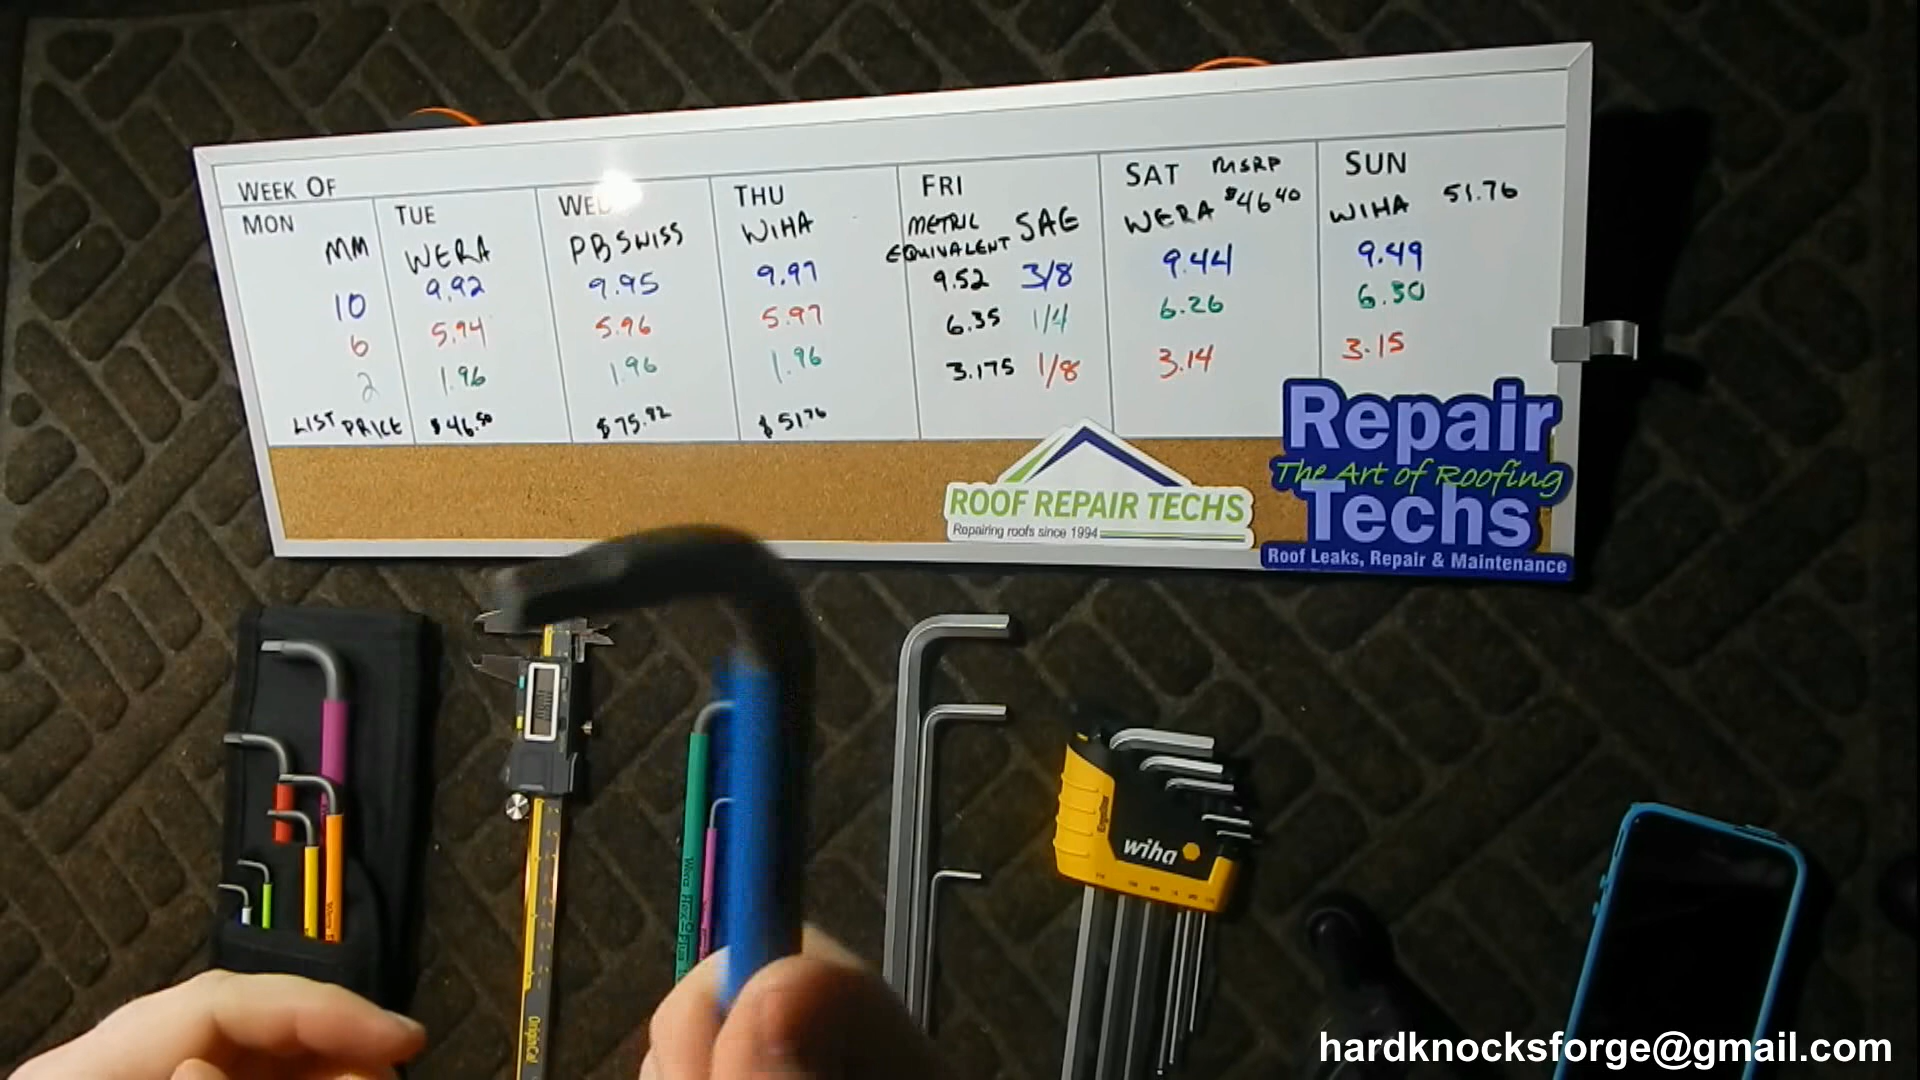 WEEK OF
MON TUE WED THU FRI SAT MSRP SUN
MM WERA PB SWISS WIHA METRIC EQUIVALENT SAE WERA $46.40 WIHA 51.76
10 9.92 9.95 9.97 9.52 3/8 9.44 9.49
6 5.94 5.96 5.97 6.35 1/4 6.26 6.30
2 1.96 1.96 1.96 3.175 1/8 3.14 3.15
LIST PRICE $46.50 $75.92 $51.76
ROOF REPAIR TECHS
Repairing roofs since 1994
Repair
The Art of Roofing
Techs
Roof Leaks, Repair & Maintenance
wiha
hardknocksforge@gmail.com